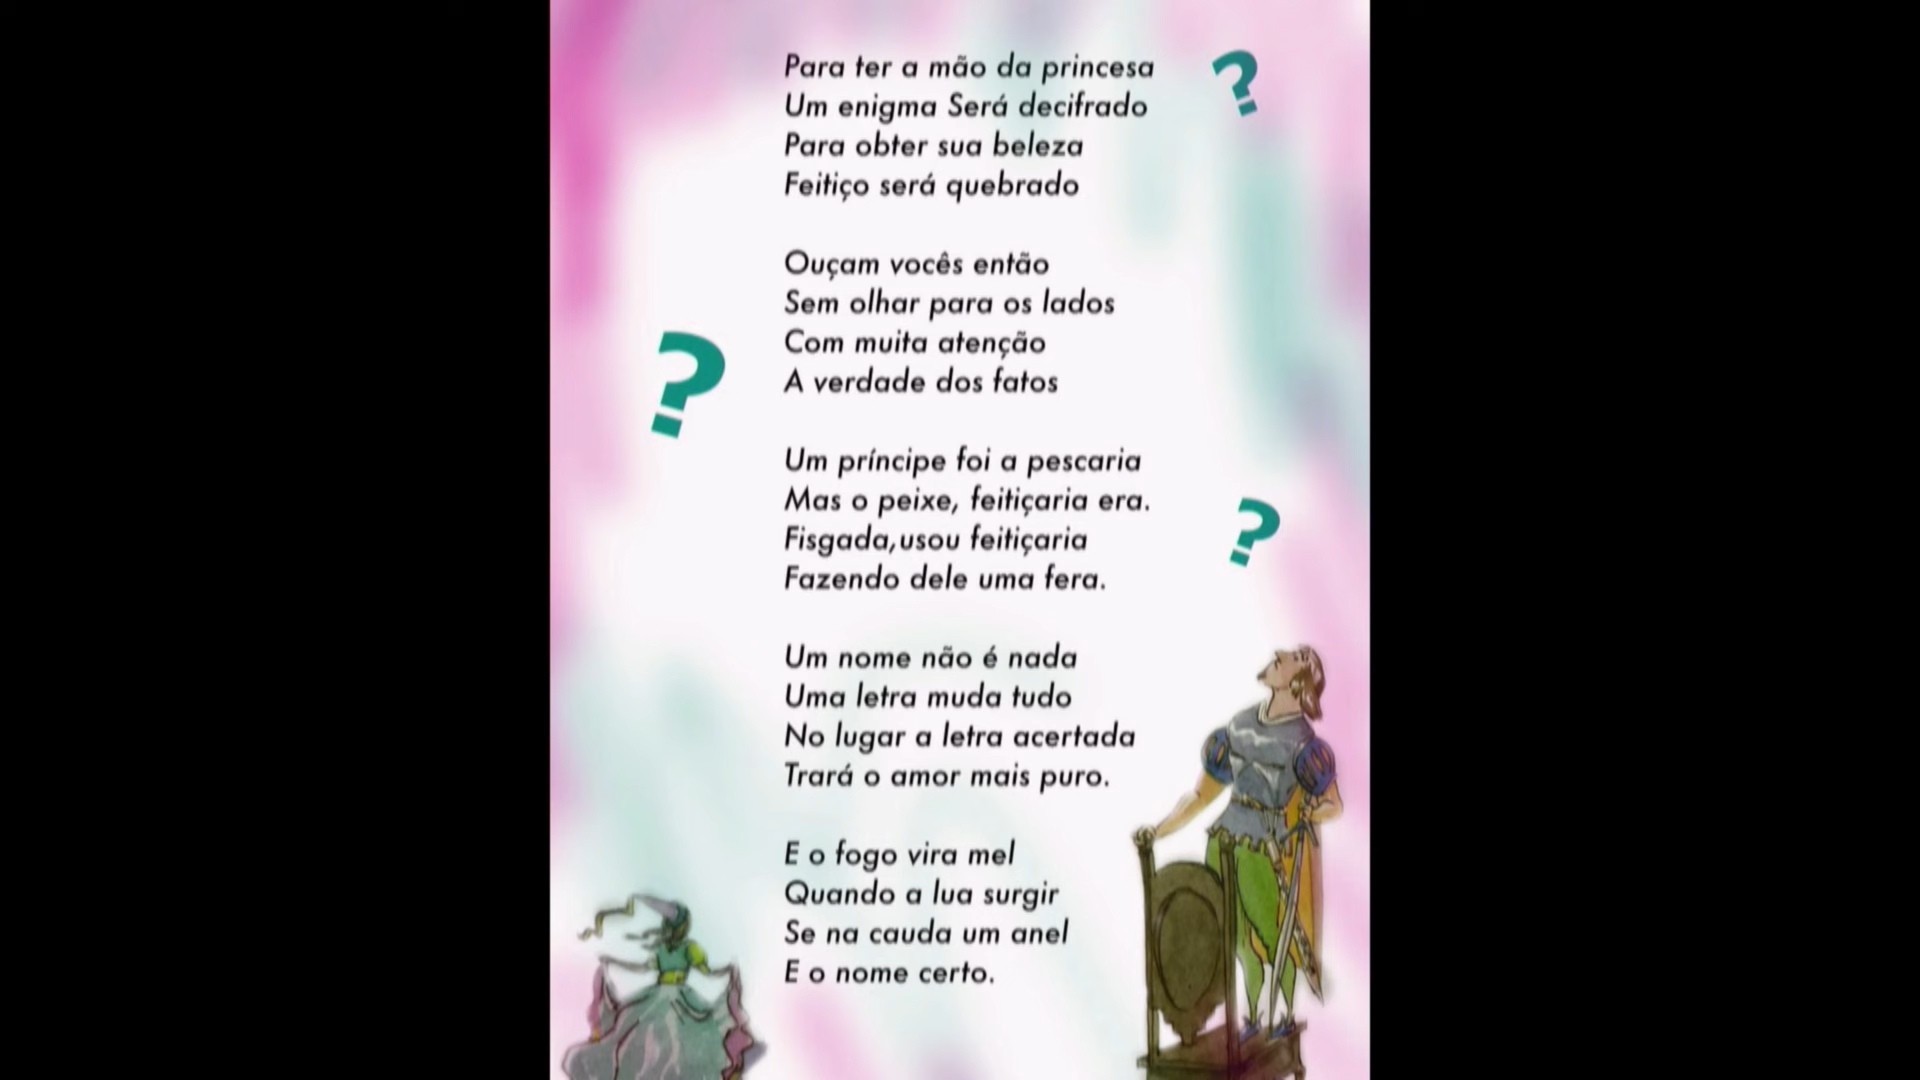 Para ter a mão da princesa
Um enigma Será decifrado
Para obter sua beleza
Feitiço será quebrado
Ouçam vocês então
Sem olhar para os lados
Com muita atenção
A verdade dos fatos
Um príncipe foi a pescaria
Mas o peixe, feitiçaria era.
Fisgada,usou feitiçaria
Fazendo dele uma fera.
Um nome não é nada
Uma letra muda tudo
No lugar a letra acertada
Trará o amor mais puro.
E o fogo vira mel
Quando a lua surgir
Se na cauda um anel
E o nome certo.
?
?
?